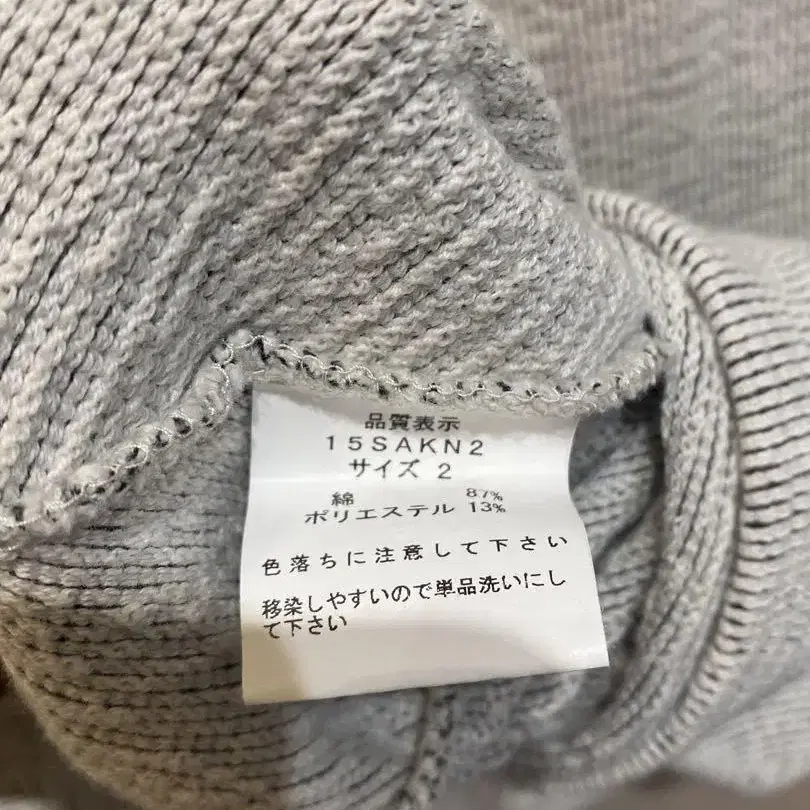 品質表示
15SAKN2
サイズ 2
綿 87%
ポリエステル 13%
色落ちに注意して下さい
移染しやすいので単品洗いにし
て下さい